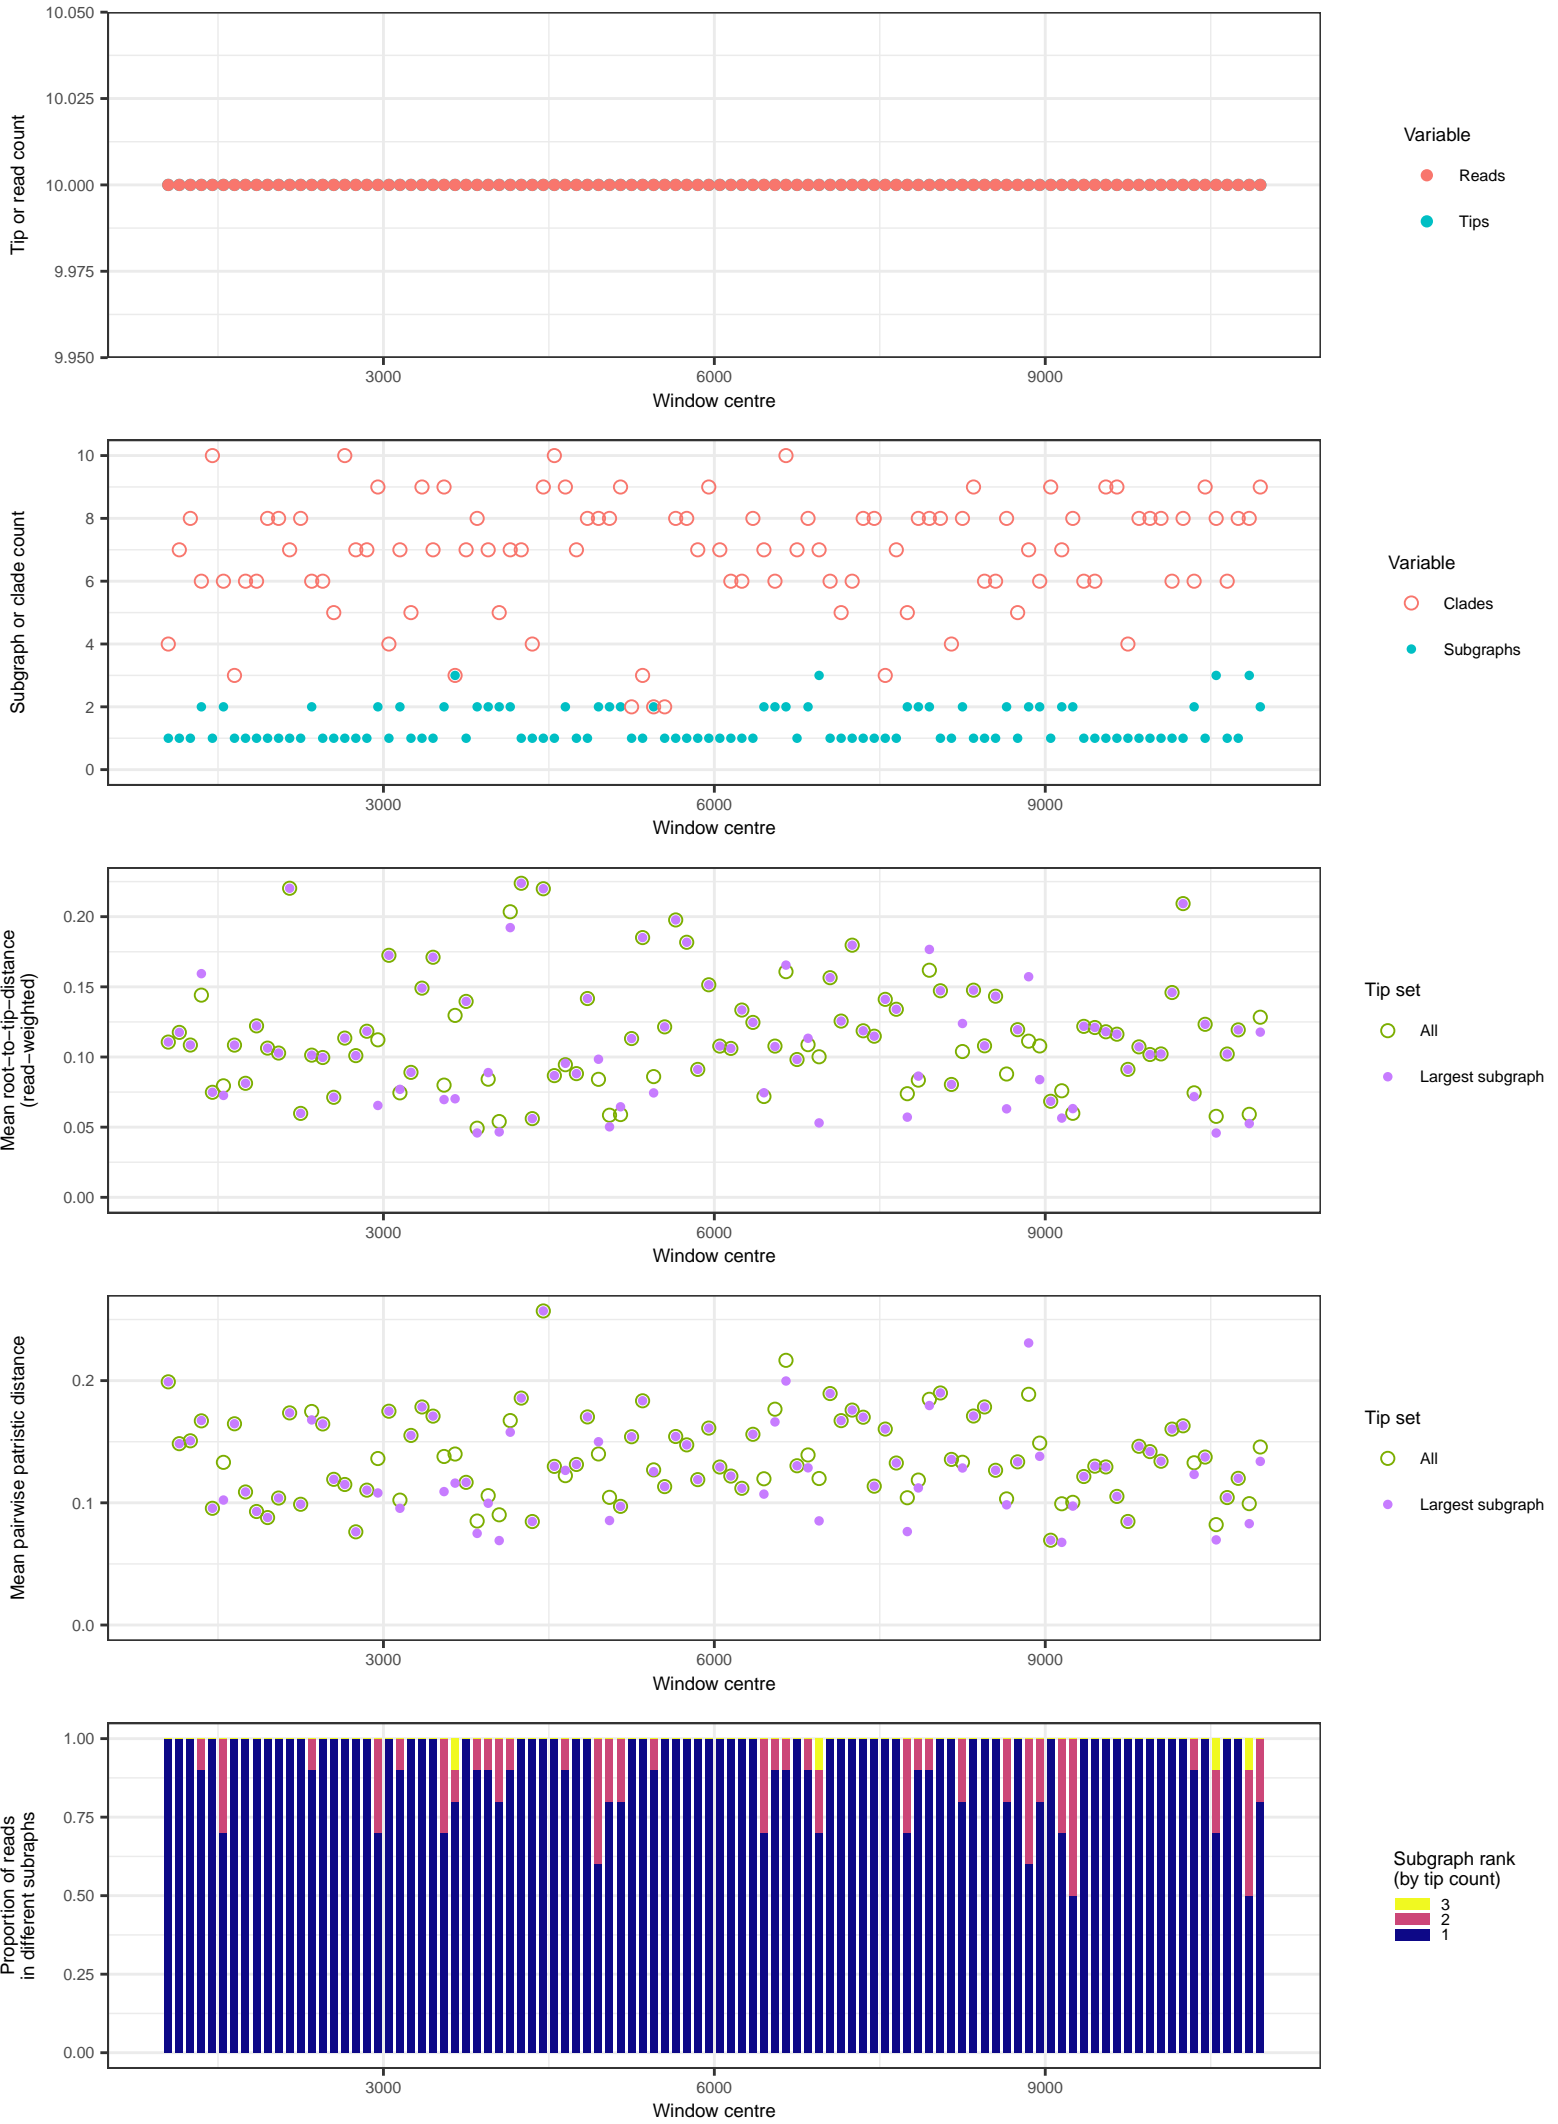 10.050
10.025
10.000
9.975
9.950
Tip or read count
3000 6000 9000
Window centre
Variable
Reads
Tips
10
8
6
4
2
0
Subgraph or clade count
3000 6000 9000
Window centre
Variable
Clades
Subgraphs
0.20
0.15
0.10
0.05
0.00
Mean root−to−tip−distance
(read−weighted)
3000 6000 9000
Window centre
Tip set
All
Largest subgraph
0.2
0.1
0.0
Mean pairwise patristic distance
3000 6000 9000
Window centre
Tip set
All
Largest subgraph
1.00
0.75
0.50
0.25
0.00
Proportion of reads
in different subraphs
3000 6000 9000
Window centre
Subgraph rank
(by tip count)
3
2
1